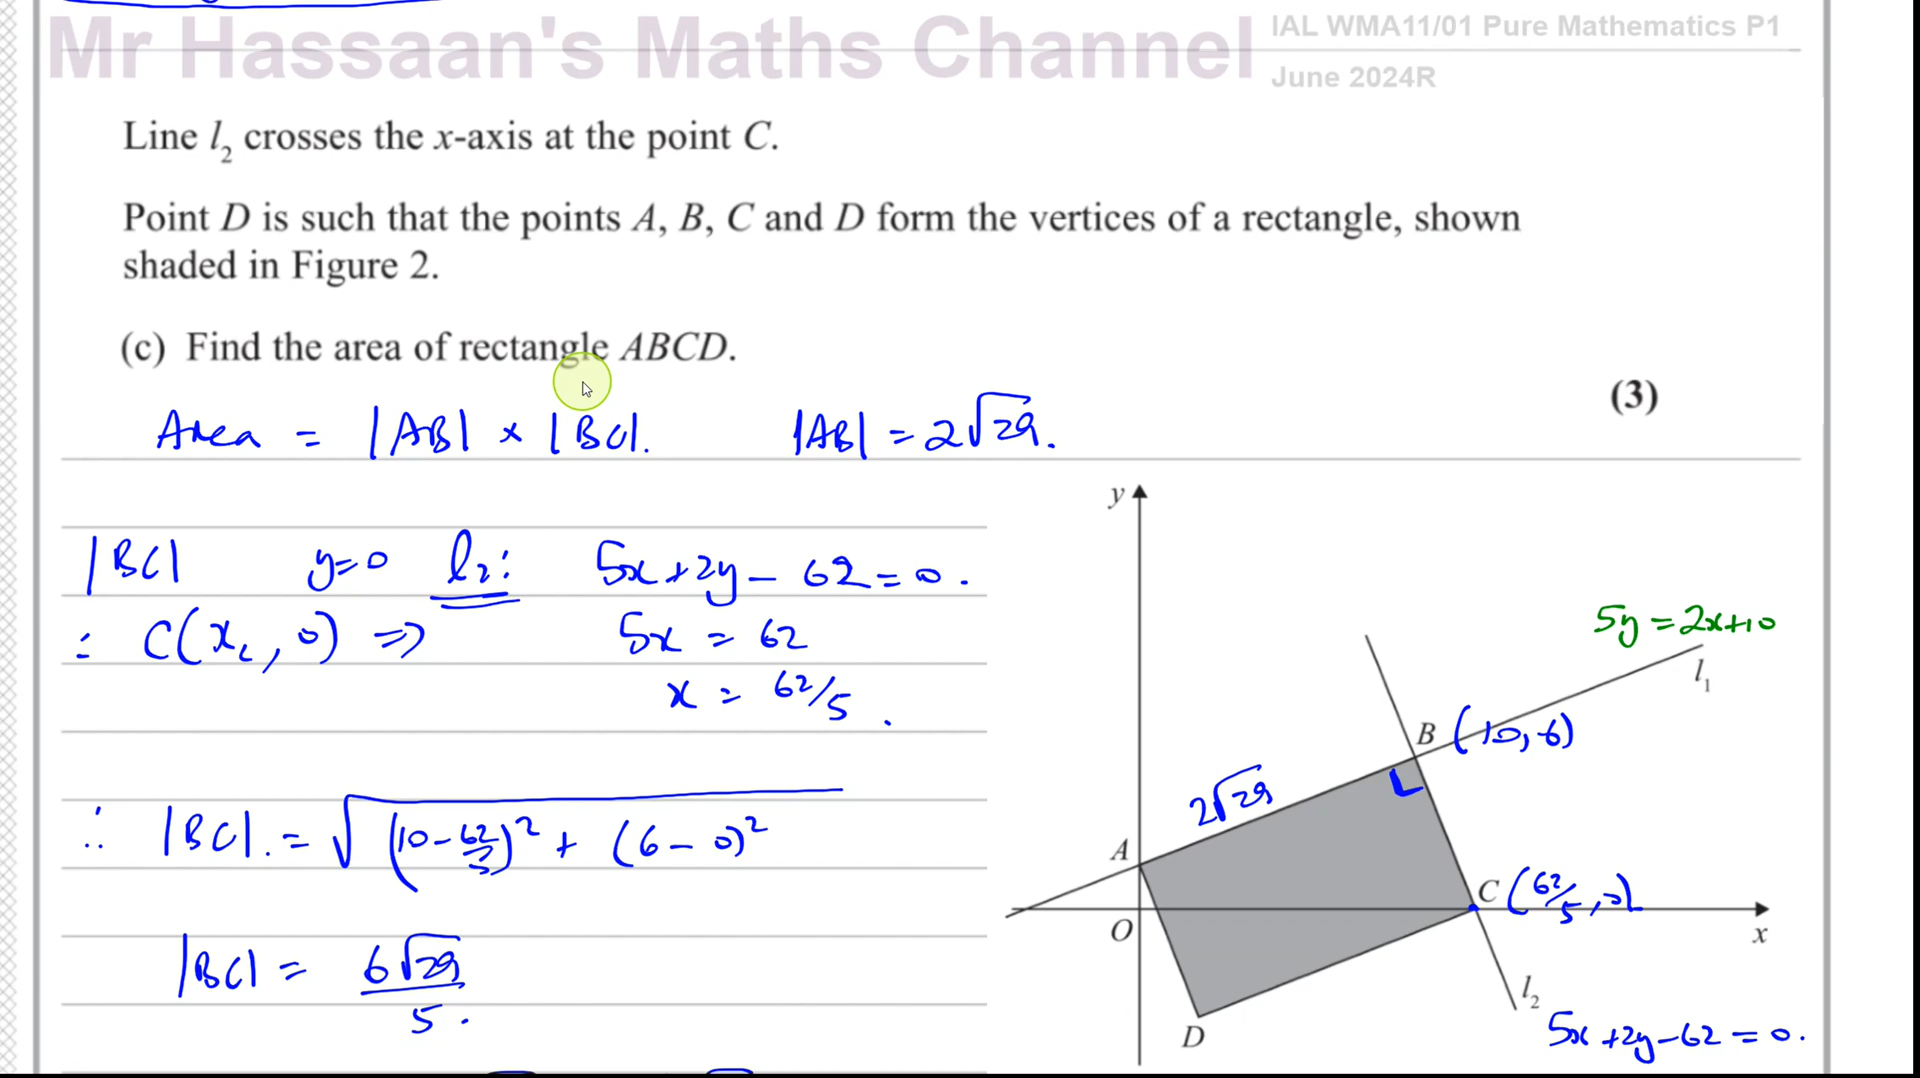 Mr Hassaan's Maths Channel
IAL WMA11/01 Pure Mathematics P1
June 2024R
Line l₂ crosses the x-axis at the point C.
Point D is such that the points A, B, C and D form the vertices of a rectangle, shown
shaded in Figure 2.
(c) Find the area of rectangle ABCD.
(3)
Area = |AB| × |BC|. |AB| = 2√29.
|BC| y=0 l₂: 5x+2y-62=0.
∴ C(x_c, 0) ⇒ 5x = 62
x = 62/5.
∴ |BC|. = √((10-62/5)² + (6-0)²)
|BC| = 6√29/5.
y
5y=2x+10
l₁
B (10,6)
2√29
A
C (62/5, 0)
O
x
l₂
D
5x+2y-62=0.